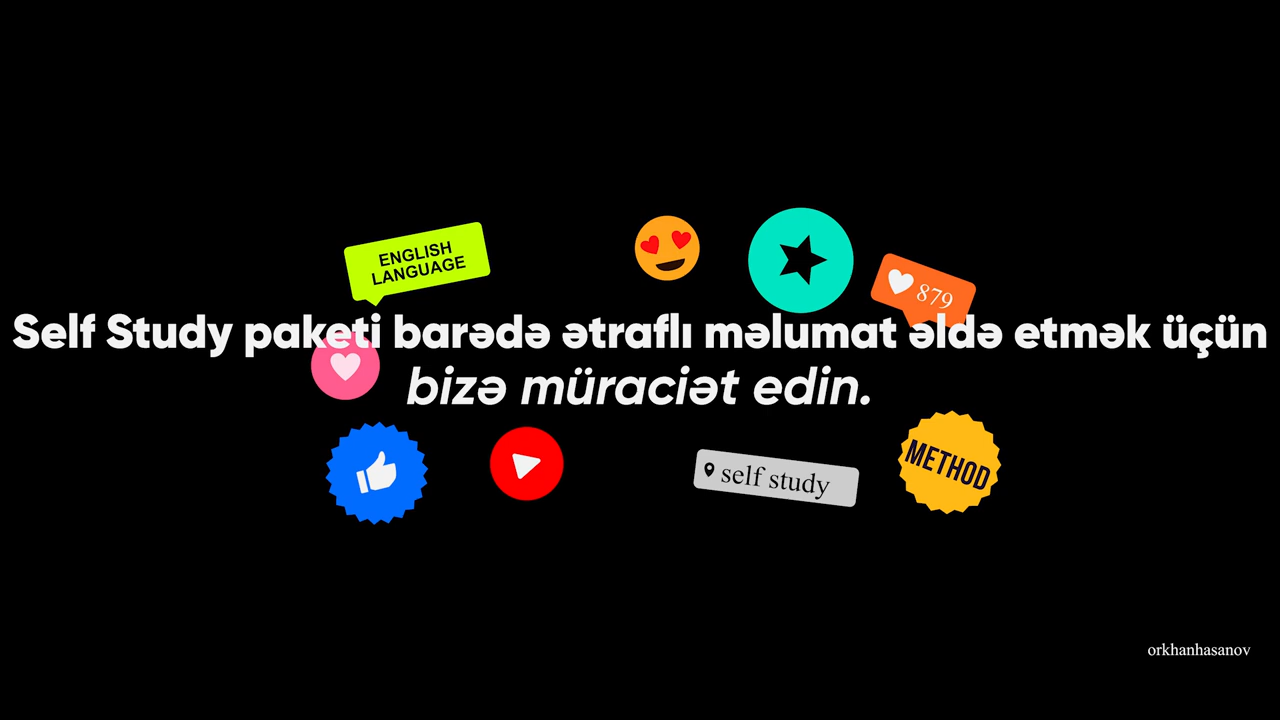 ENGLISH
LANGUAGE
879
Self Study paketi barədə ətraflı məlumat əldə etmək üçün
bizə müraciət edin.
self study
METHOD
orkhanhasanov